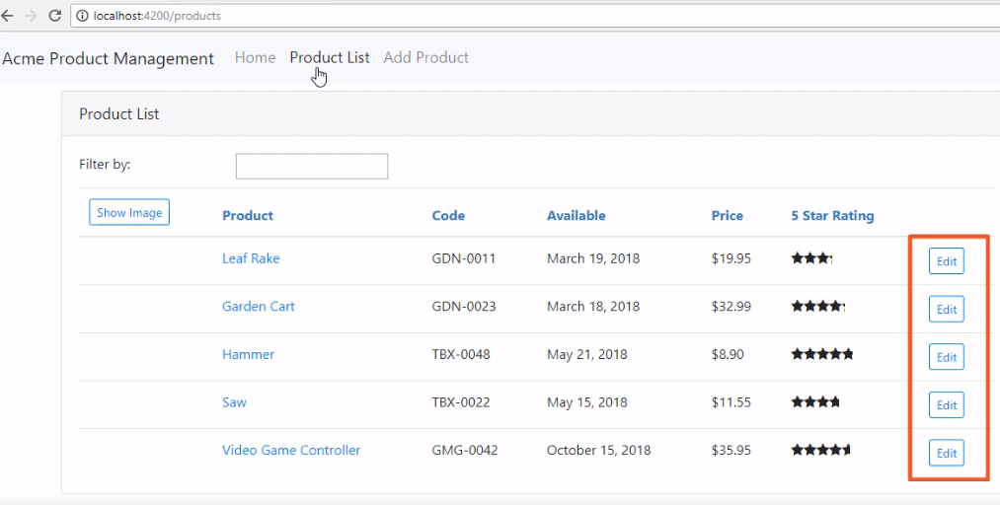 localhost:4200/products
Acme Product Management Home Product List Add Product
Product List
Filter by:
Show Image Product Code Available Price 5 Star Rating
Leaf Rake GDN-0011 March 19, 2018 $19.95 Edit
Garden Cart GDN-0023 March 18, 2018 $32.99 Edit
Hammer TBX-0048 May 21, 2018 $8.90 Edit
Saw TBX-0022 May 15, 2018 $11.55 Edit
Video Game Controller GMG-0042 October 15, 2018 $35.95 Edit